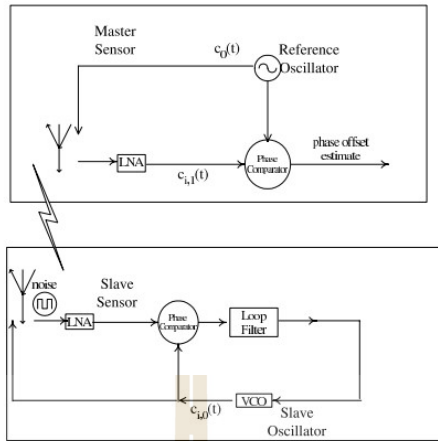 Master
Sensor
c0(t)
Reference
Oscillator
LNA
ci,1(t)
Phase
Comparator
phase offset
estimate
noise
Slave
Sensor
LNA
Phase
Comparator
Loop
Filter
ci,0(t)
VCO
Slave
Oscillator